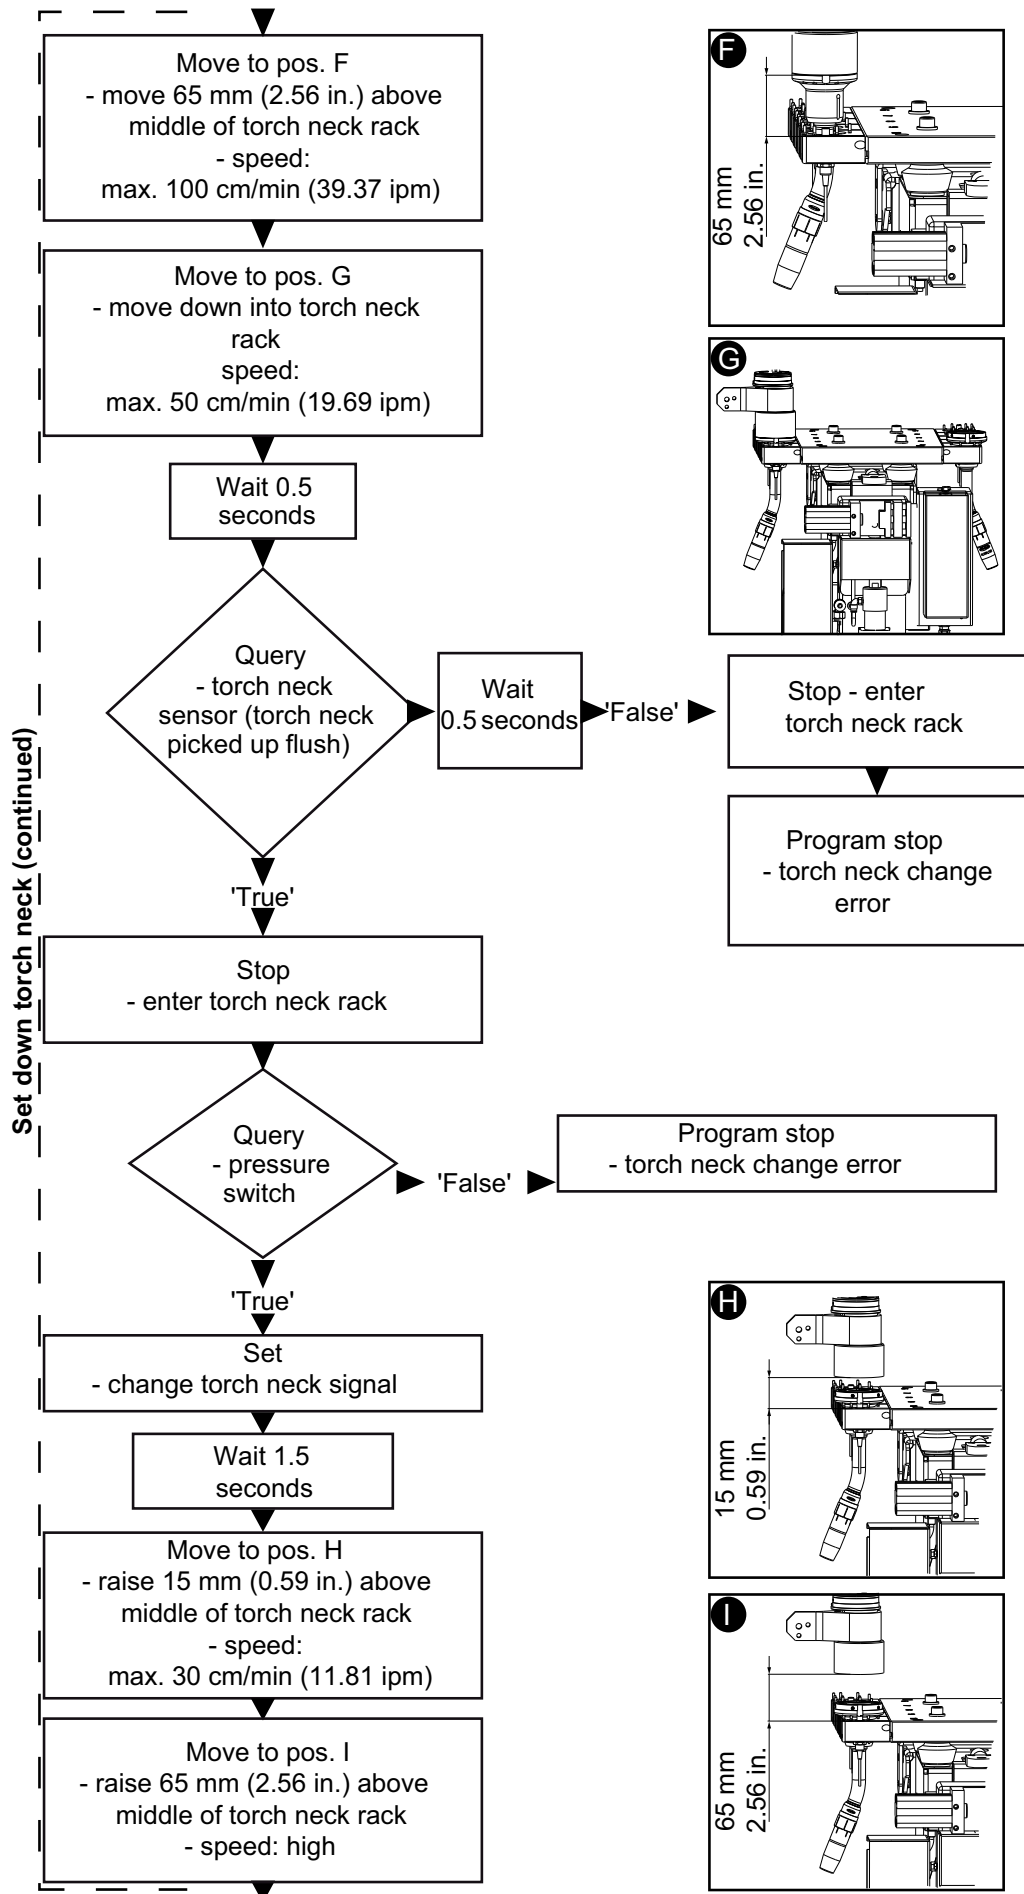 Set down torch neck (continued)
Move to pos. F
- move 65 mm (2.56 in.) above
middle of torch neck rack
- speed:
max. 100 cm/min (39.37 ipm)
F
65 mm
2.56 in.
Move to pos. G
- move down into torch neck
rack
speed:
max. 50 cm/min (19.69 ipm)
G
Wait 0.5
seconds
Query
- torch neck
sensor (torch neck
picked up flush)
Wait
0.5 seconds
'False'
Stop - enter
torch neck rack
Program stop
- torch neck change
error
'True'
Stop
- enter torch neck rack
Query
- pressure
switch
'False'
Program stop
- torch neck change error
'True'
Set
- change torch neck signal
Wait 1.5
seconds
H
15 mm
0.59 in.
Move to pos. H
- raise 15 mm (0.59 in.) above
middle of torch neck rack
- speed:
max. 30 cm/min (11.81 ipm)
I
65 mm
2.56 in.
Move to pos. I
- raise 65 mm (2.56 in.) above
middle of torch neck rack
- speed: high